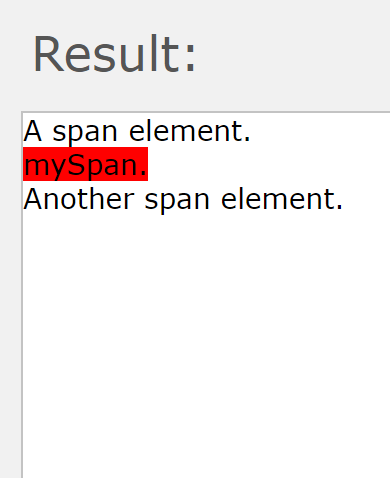 Result:
A span element.
mySpan.
Another span element.